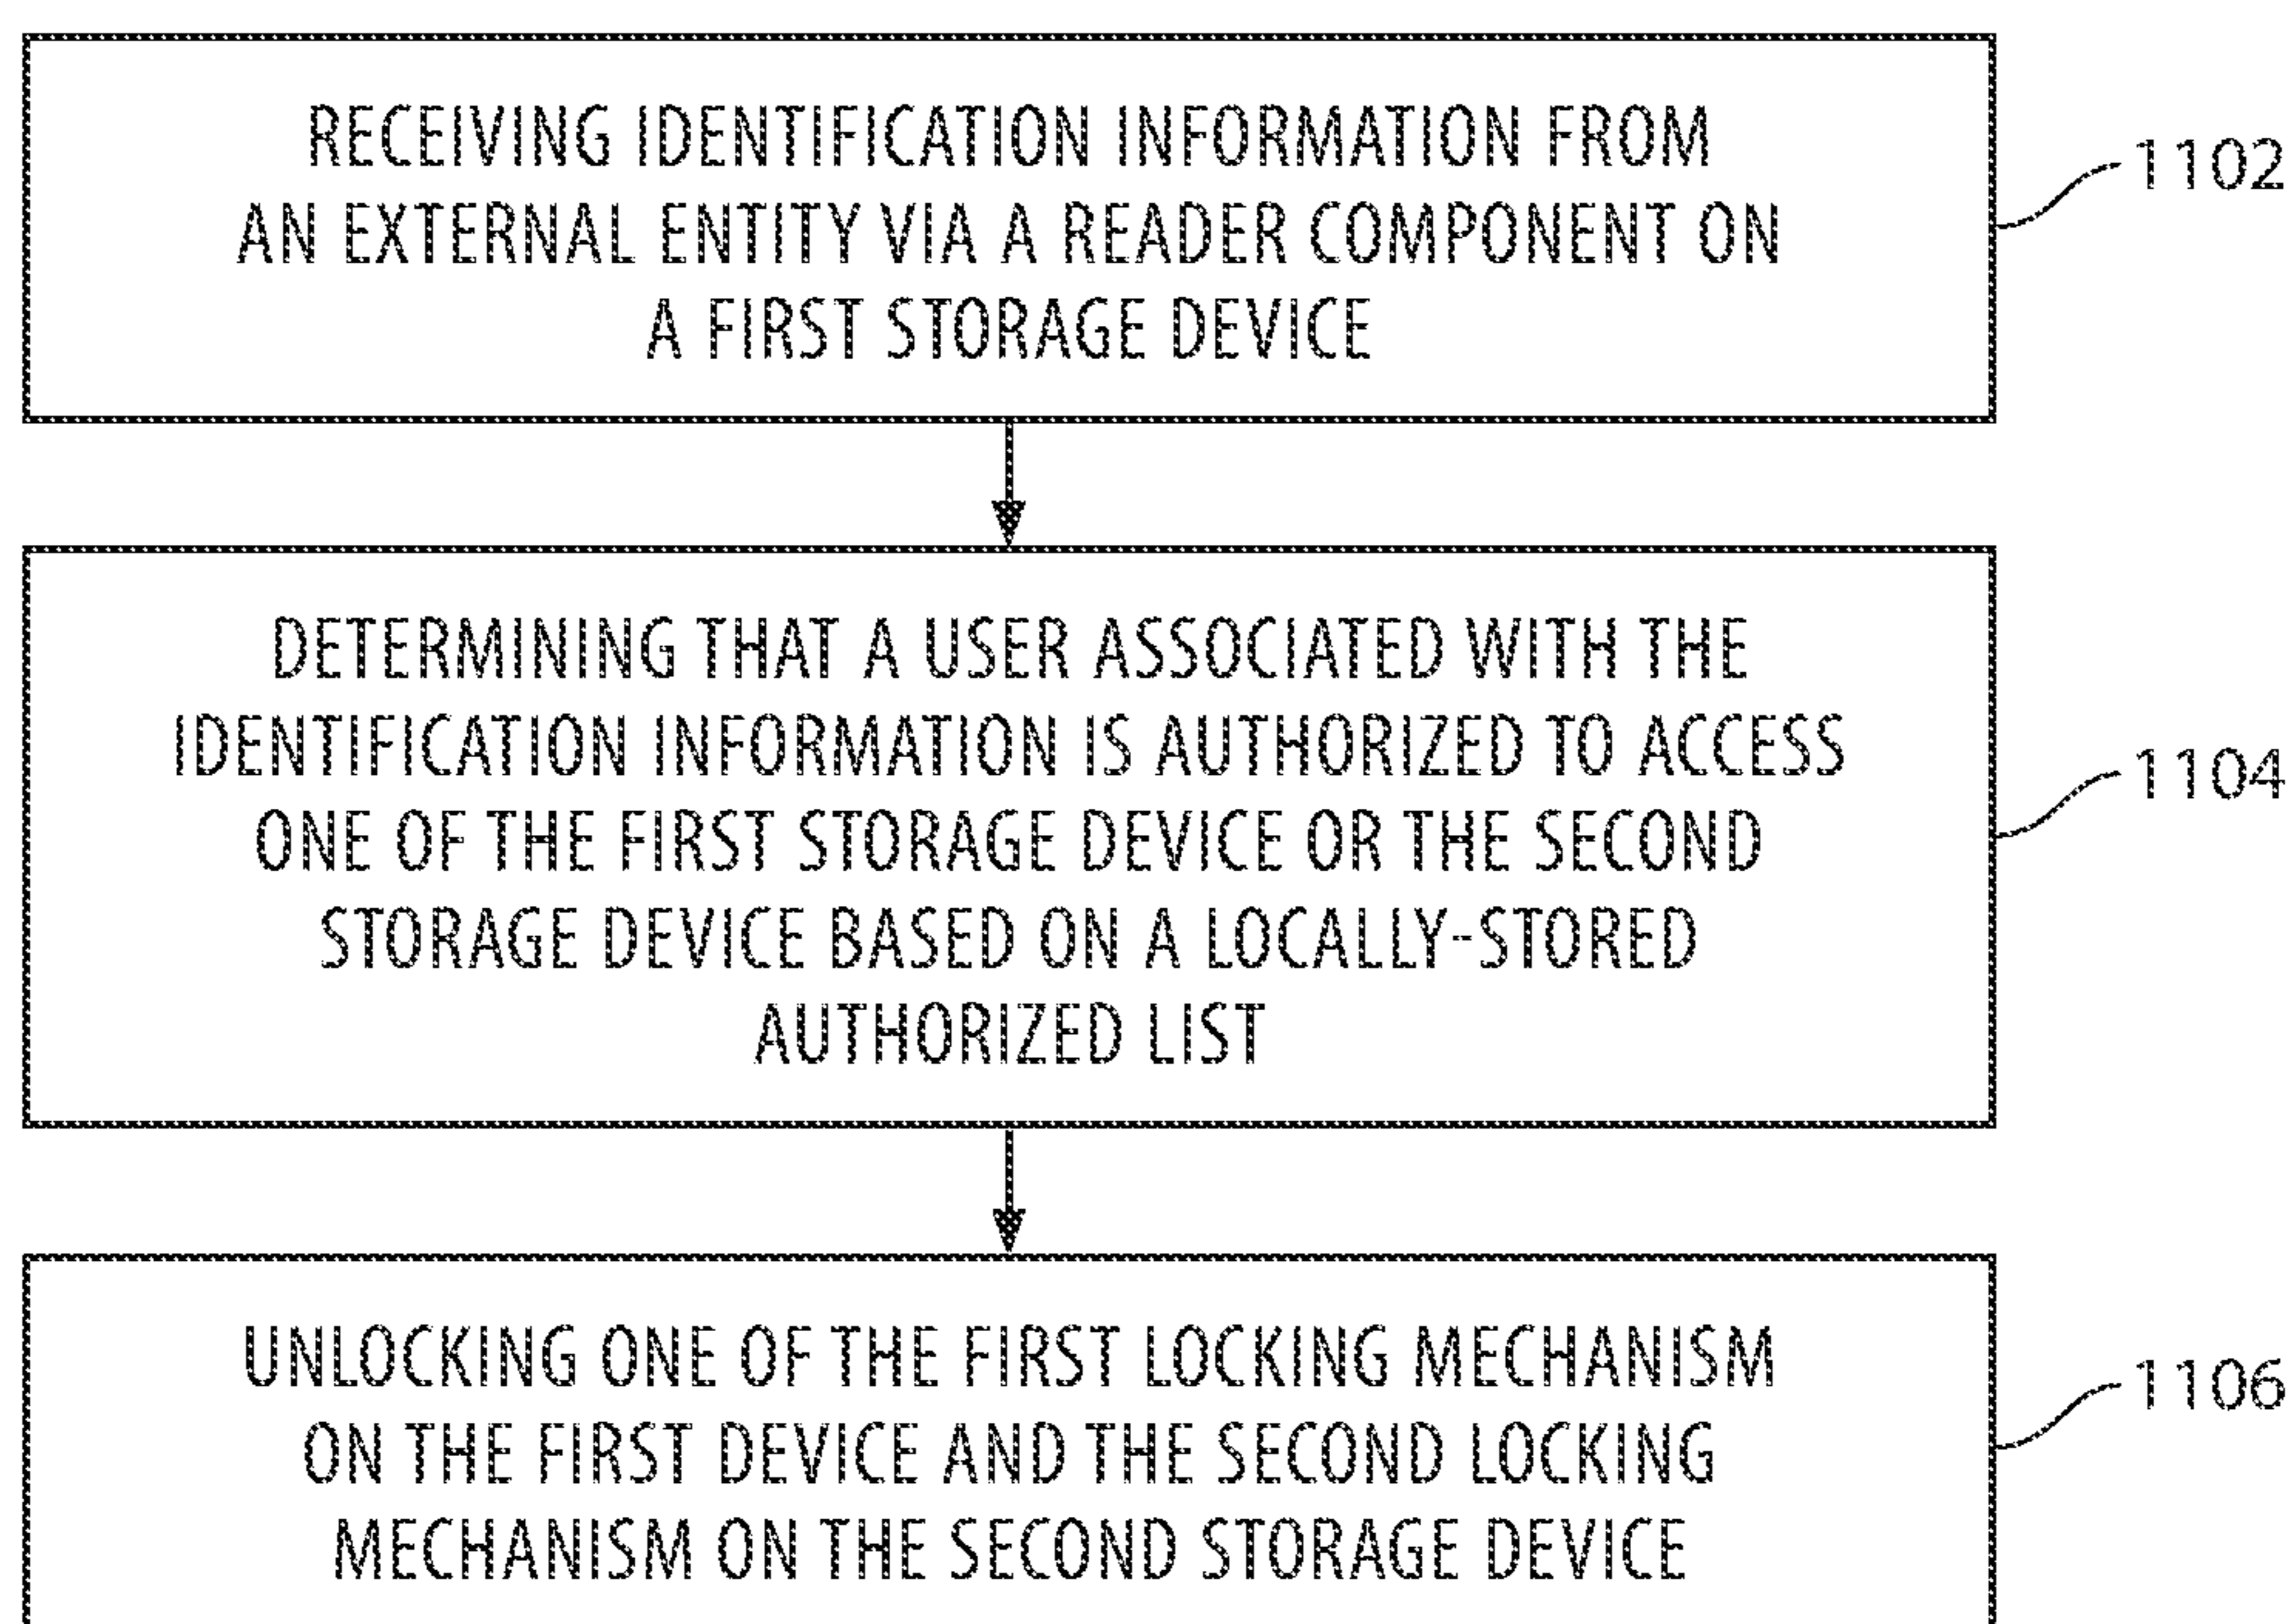 RECEIVING IDENTIFICATION INFORMATION FROM
AN EXTERNAL ENTITY VIA A READER COMPONENT ON
A FIRST STORAGE DEVICE
1102
DETERMINING THAT A USER ASSOCIATED WITH THE
IDENTIFICATION INFORMATION IS AUTHORIZED TO ACCESS
ONE OF THE FIRST STORAGE DEVICE OR THE SECOND
STORAGE DEVICE BASED ON A LOCALLY-STORED
AUTHORIZED LIST
1104
UNLOCKING ONE OF THE FIRST LOCKING MECHANISM
ON THE FIRST DEVICE AND THE SECOND LOCKING
MECHANISM ON THE SECOND STORAGE DEVICE
1106